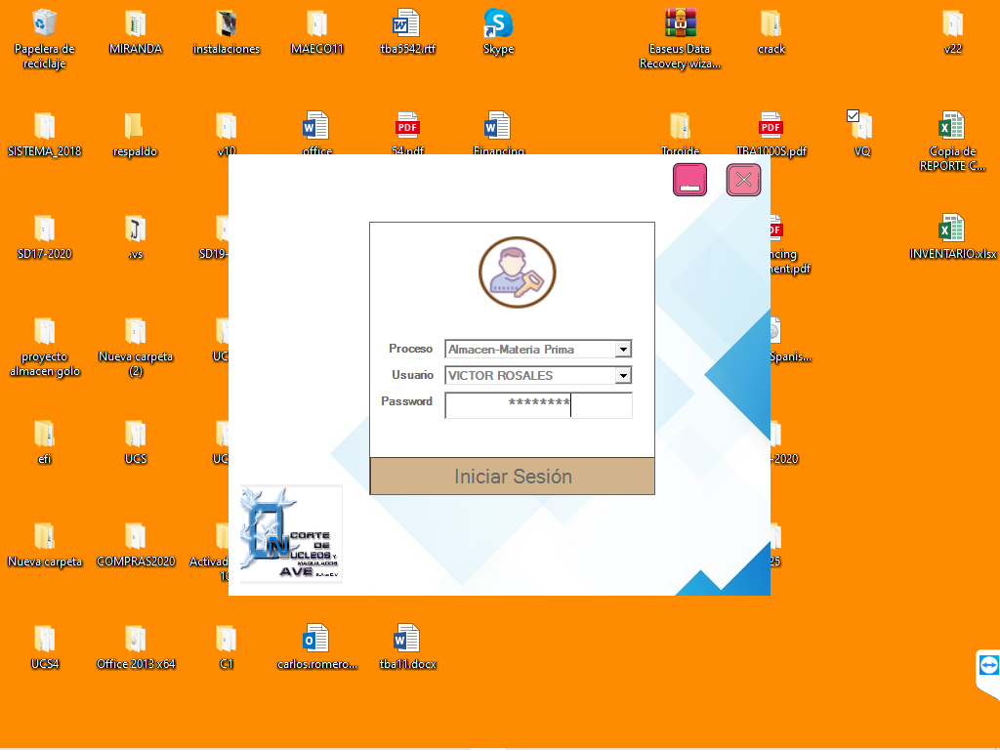 Papelera de
reciclaje
MIRANDA
instalaciones
MAECO11
tba5542.rtf
Skype
Easeus Data
Recovery wiza...
crack
v22
SISTEMA_2018
respaldo
v10
office
54.pdf
Financing
Toroide
TBA1000S.pdf
VQ
Copia de
REPORTE C...
SD17-2020
.vs
SD19-
ncing
ment.pdf
INVENTARIO.xlsx
proyecto
almacen golo
Nueva carpeta
(2)
UC
Spanis...
efi
UCS
UC
-2020
Nueva carpeta
COMPRAS2020
Activad
10
25
UCS4
Office 2013 x64
C1
carlos.romero...
tba11.docx
Proceso
Almacen-Materia Prima
Usuario
VICTOR ROSALES
Password
********
Iniciar Sesión
CORTE
DE
NUCLEOS Y
MAQUILADOS
AVE S.A de C.V